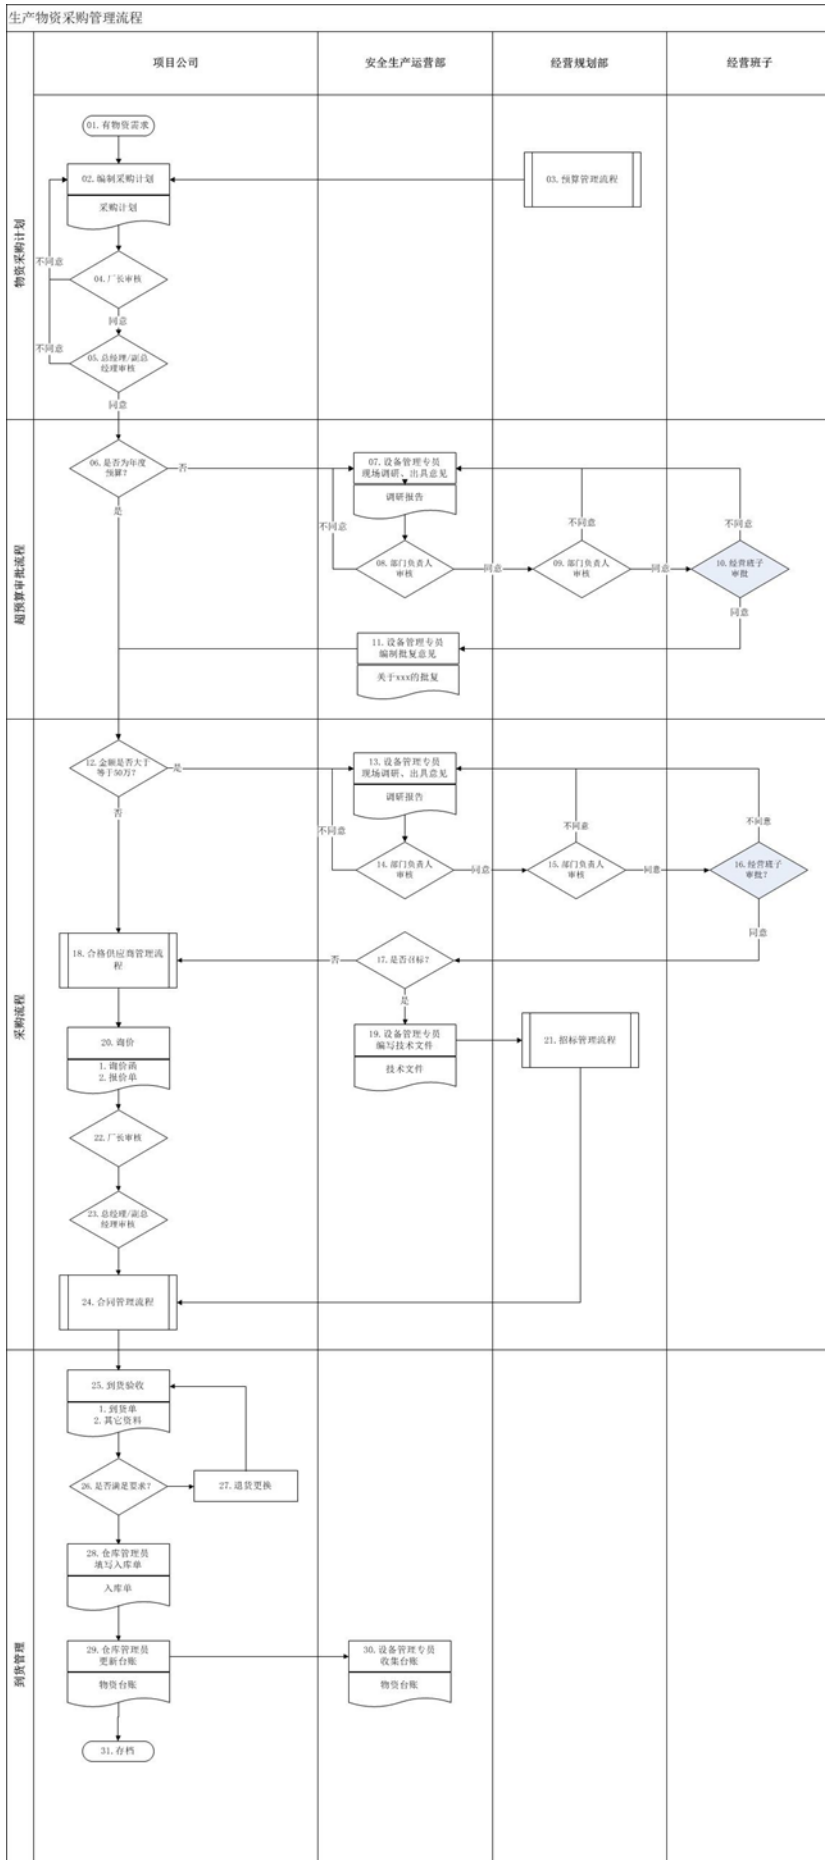 生产物资采购管理流程
项目公司
安全生产运营部
经营规划部
经营班子
物资采购计划
01.有物资需求
02.编制采购计划
采购计划
03.预算管理流程
不同意
04.厂长审核
同意
不同意
05.总经理/副总
经理审核
同意
超预算审批流程
06.是否为年度
预算?
否
是
07.设备管理专员
现场调研、出具意见
调研报告
不同意
不同意
不同意
08.部门负责人
审核
同意
09.部门负责人
审核
同意
10.经营班子
审批
同意
11.设备管理专员
编制批复意见
关于xxx的批复
采购流程
12.金额是否大于
等于50万?
是
否
13.设备管理专员
现场调研、出具意见
调研报告
不同意
不同意
不同意
14.部门负责人
审核
同意
15.部门负责人
审核
同意
16.经营班子
审批?
同意
18.合格供应商管理流
程
否
17.是否召标?
是
20.询价
1.询价函
2.报价单
19.设备管理专员
编写技术文件
技术文件
21.招标管理流程
22.厂长审核
23.总经理/副总
经理审核
24.合同管理流程
到货管理
25.到货验收
1.到货单
2.其它资料
26.是否满足要求?
27.退货更换
28.仓库管理员
填写入库单
入库单
29.仓库管理员
更新台账
物资台账
30.设备管理专员
收集台账
物资台账
31.存档